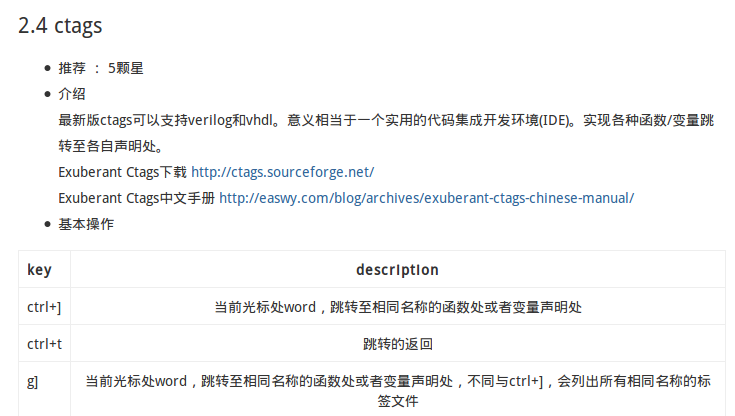 2.4 ctags
推荐 ： 5颗星
介绍
最新版ctags可以支持verilog和vhdl。意义相当于一个实用的代码集成开发环境(IDE)。实现各种函数/变量跳
转至各自声明处。
Exuberant Ctags下载 http://ctags.sourceforge.net/
Exuberant Ctags中文手册 http://easwy.com/blog/archives/exuberant-ctags-chinese-manual/
基本操作
key description
ctrl+] 当前光标处word，跳转至相同名称的函数处或者变量声明处
ctrl+t 跳转的返回
g] 当前光标处word，跳转至相同名称的函数处或者变量声明处，不同与ctrl+]，会列出所有相同名称的标
签文件